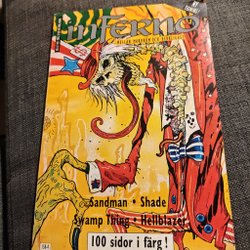 inFERNO
Sandman • Shade
Swamp Thing • Hellblazer
100 sidor i färg!